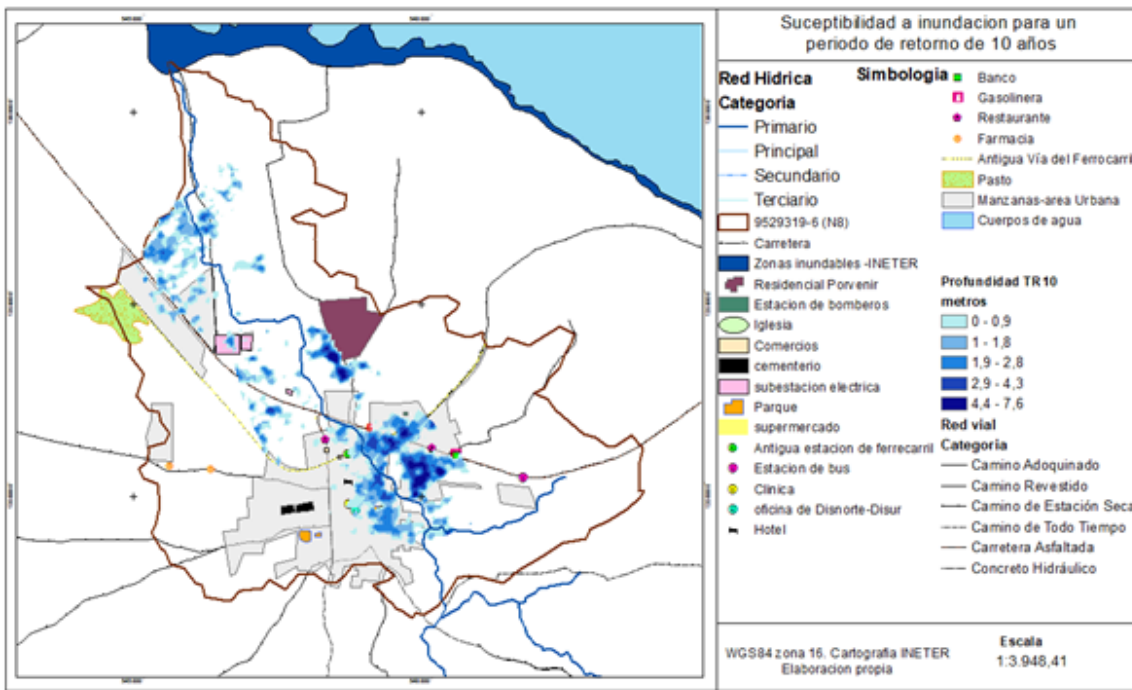 Suceptibilidad a inundacion para un
periodo de retorno de 10 años
Red Hidrica
Categoria
Primario
Principal
Secundario
Terciario
9529319-6 (N8)
Carretera
Zonas inundables -INETER
Residencial Porvenir
Estacion de bomberos
Iglesia
Comercios
cementerio
subestacion electrica
Parque
supermercado
Antigua estacion de ferrecarril
Estacion de bus
Clinica
oficina de Disnorte-Disur
Hotel
Simbologia
Banco
Gasolinera
Restaurante
Farmacia
Antigua Vía del Ferrocarril
Pasto
Manzanas-area Urbana
Cuerpos de agua
Profundidad TR10
metros
0 - 0,9
1 - 1,8
1,9 - 2,8
2,9 - 4,3
4,4 - 7,6
Red vial
Categoria
Camino Adoquinado
Camino Revestido
Camino de Estación Seca
Camino de Todo Tiempo
Carretera Asfaltada
Concreto Hidráulico
WGS84 zona 16. Cartografia INETER
Elaboracion propia
Escala
1:3.948,41